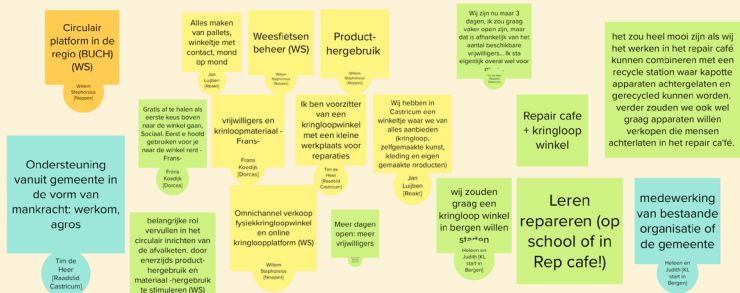 Circulair
platform in de
regio (BUCH)
(WS)
Willem
Stephorsius
[Noppes]
Alles maken
van pallets,
winkeltje met
contact, mond
op mond
Jan
Luijben
[Reakt]
Weesfietsen
beheer (WS)
Willem
Stephorsius
[Noppes]
Product-
hergebruik
Willem
Stephorsius
[Noppes]
Wij zijn nu maar 3
dagen, ik zou graag
vaker open zijn, maar
dat is afhankelijk van het
aantal beschikbare
vrijwilligers... Ik sta
eigenlijk overal wel voor
het zou heel mooi zijn als wij
het werken in het repair café
kunnen combineren met een
recycle station waar kapotte
apparaten achtergelaten en
gerecycled kunnen worden.
verder zouden we ook wel
graag apparaten willen
verkopen die mensen
achterlaten in het repair ca'fé.
Gratis af te halen als
eerste keus boven
naar de winkel gaan,
Sociaal. Eerst e hoofd
gebruiken voor je
naar de winkel rent -
Frans-
Frans
Koedijk
[Dorcas]
vrijwilligers en
krinloopmateriaal -
Frans-
Frans
Koedijk
[Dorcas]
Ik ben voorzitter
van een
kringloopwinkel
met een kleine
werkplaats voor
reparaties
Tim de
Heer
[Raadslid
Castricum]
Wij hebben in
Castricum een
winkeltje waar we van
alles aanbieden
(kringloop,
zelfgemaakte kunst,
kleding en eigen
gemaakte producten)
Jan
Luijben
[Reakt]
Repair cafe
+ kringloop
winkel
Ondersteuning
vanuit gemeente in
de vorm van
mankracht: werkom,
agros
Tim de
Heer
[Raadslid
Castricum]
belangrijke rol
vervullen in het
circulair inrichten van
de afvalketen. door
enerzijds product-
hergebruik en
materiaal -hergebruik
te stimuleren (WS)
Omnichannel verkoop
fysiekkringloopwinkel
en online
kringloopplatform (WS)
Willem
Stephorsius
[Noppes]
Meer dagen
open: meer
vrijwilligers
wij zouden
graag een
kringloop winkel
in bergen willen
starten
Heleen en
Judith [KL
start in
Bergen]
Leren
repareren (op
school of in
Rep cafe!)
medewerking
van bestaande
organisatie of
de gemeente
Heleen en
Judith [KL
start in
Bergen]